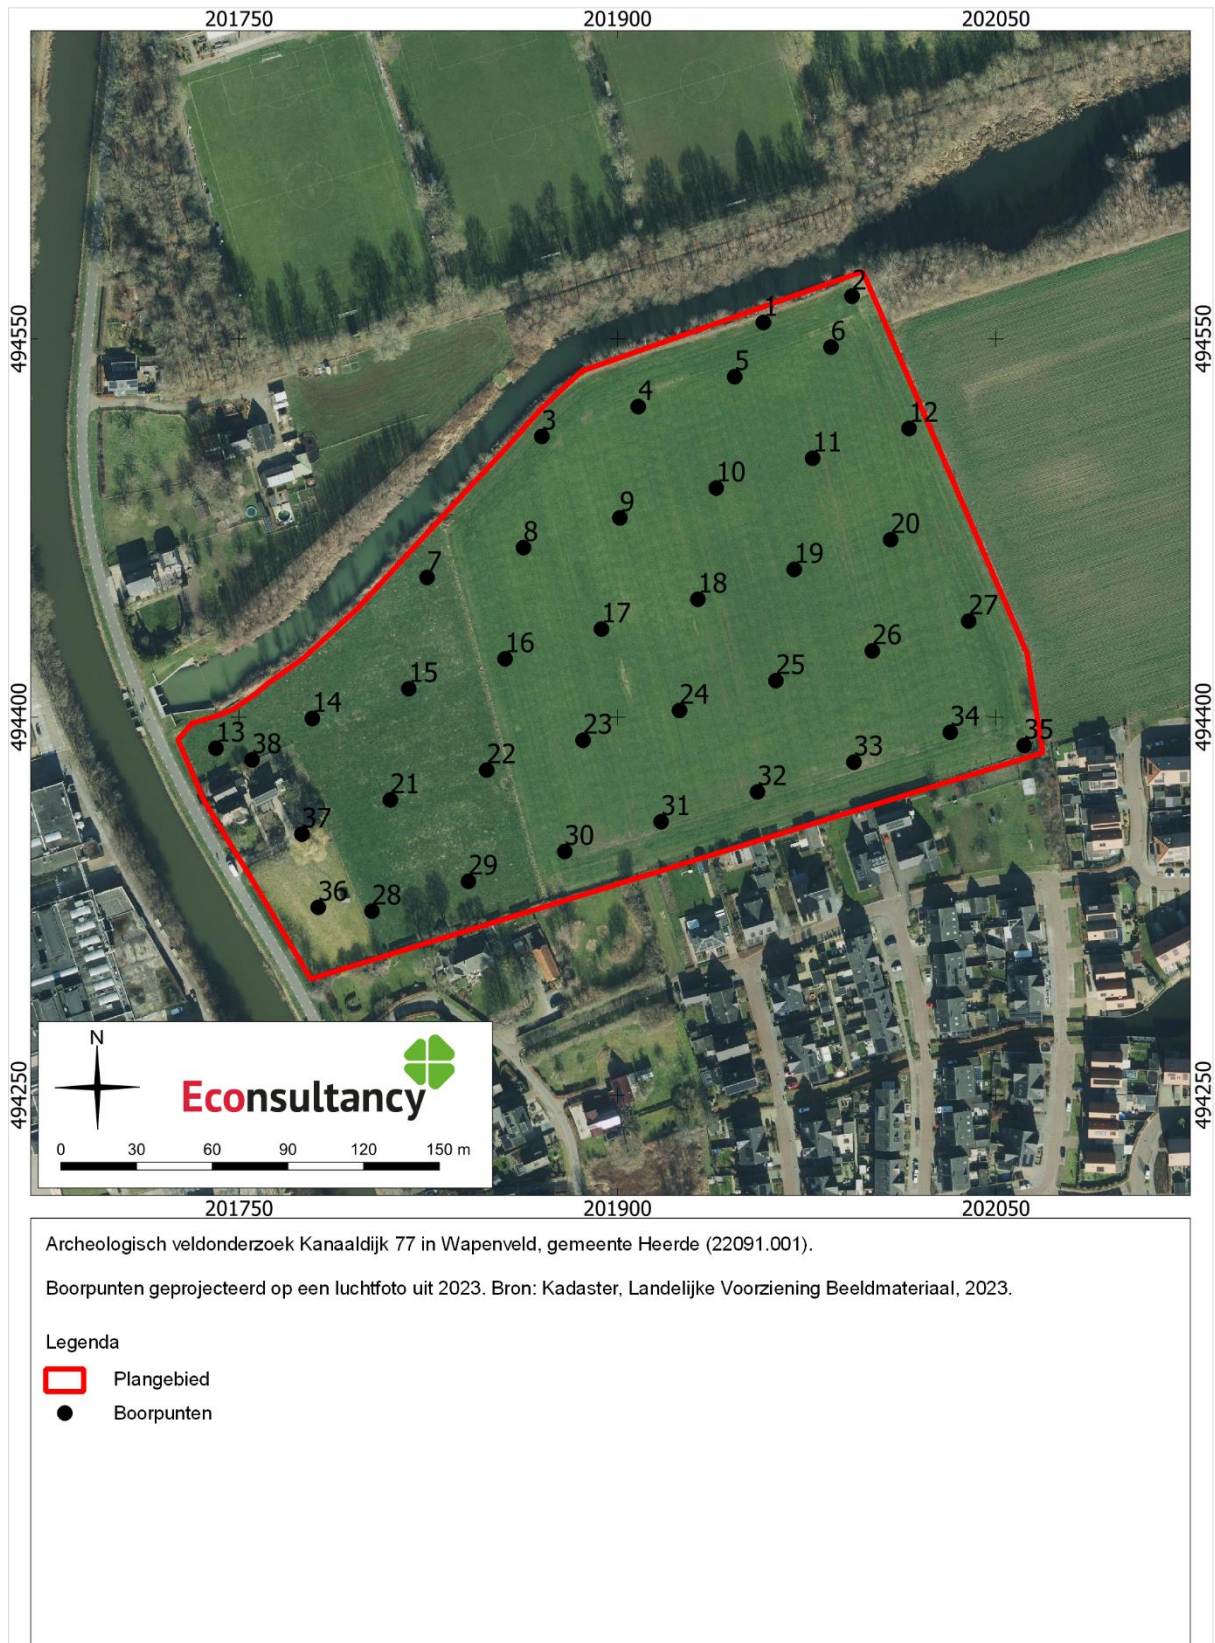 201750 201900 202050
2
1
494550 6 494550
5
4
12
3
11
10
9
20
8
19
7
18
27
17
26
16
25
15
494400 24 494400
14
34
23 35
13
33
38
22
32
21
31
37
30
29
36 28
N
Econsultancy
494250 494250
0 30 60 90 120 150 m
201750 201900 202050
Archeologisch veldonderzoek Kanaaldijk 77 in Wapenveld, gemeente Heerde (22091.001).
Boorpunten geprojecteerd op een luchtfoto uit 2023. Bron: Kadaster, Landelijke Voorziening Beeldmateriaal, 2023.
Legenda
Plangebied
Boorpunten